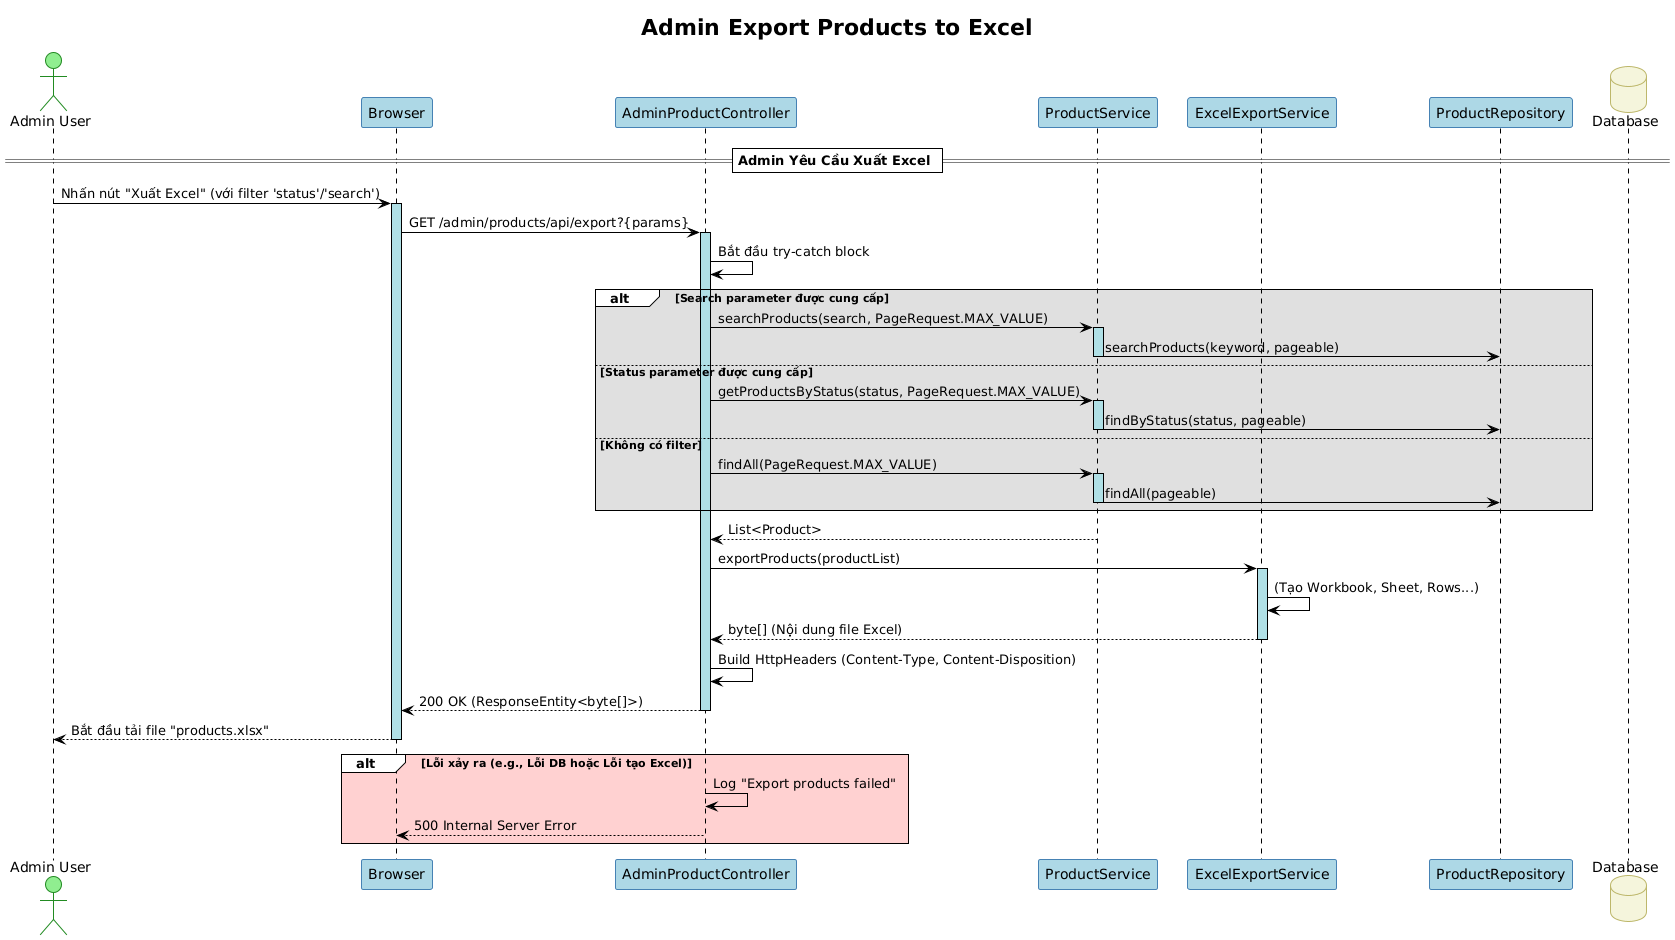 Admin Export Products to Excel
Admin User
Browser
AdminProductController
ProductService
ExcelExportService
ProductRepository
Database
Admin Yêu Cầu Xuất Excel
Nhấn nút "Xuất Excel" (với filter 'status'/'search')
GET /admin/products/api/export?{params}
Bắt đầu try-catch block
alt
[Search parameter được cung cấp]
searchProducts(search, PageRequest.MAX_VALUE)
searchProducts(keyword, pageable)
[Status parameter được cung cấp]
getProductsByStatus(status, PageRequest.MAX_VALUE)
findByStatus(status, pageable)
[Không có filter]
findAll(PageRequest.MAX_VALUE)
findAll(pageable)
List<Product>
exportProducts(productList)
(Tạo Workbook, Sheet, Rows...)
byte[] (Nội dung file Excel)
Build HttpHeaders (Content-Type, Content-Disposition)
200 OK (ResponseEntity<byte[]>)
Bắt đầu tải file "products.xlsx"
alt
[Lỗi xảy ra (e.g., Lỗi DB hoặc Lỗi tạo Excel)]
Log "Export products failed"
500 Internal Server Error
Admin User
Browser
AdminProductController
ProductService
ExcelExportService
ProductRepository
Database